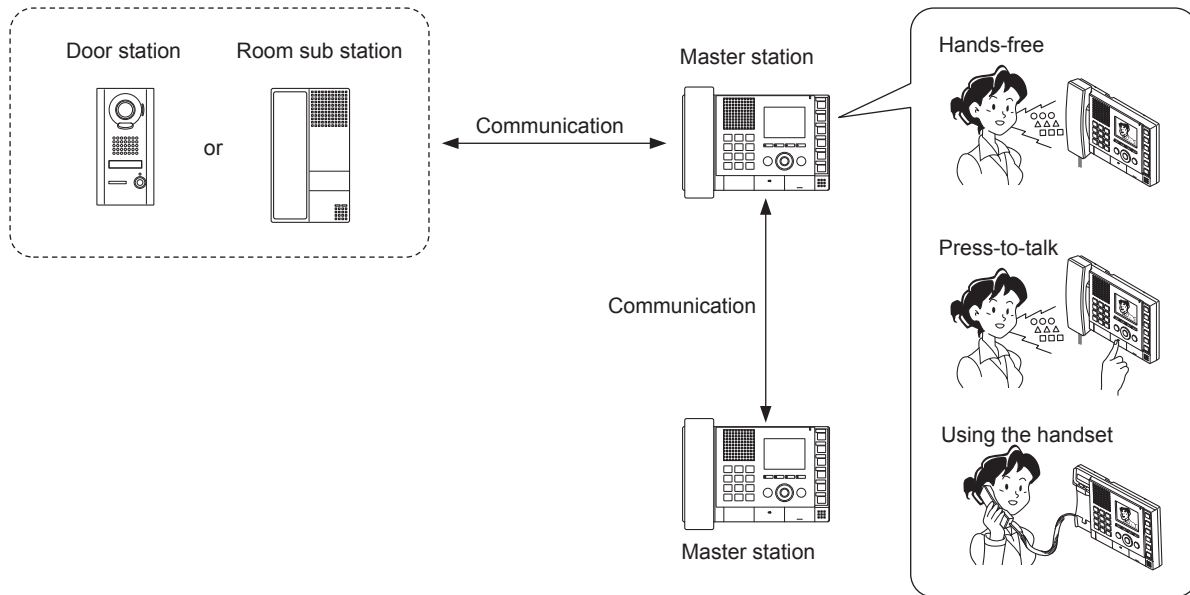 Door station
Room sub station
or
Communication
Master station
Communication
Master station
Hands-free
Press-to-talk
Using the handset